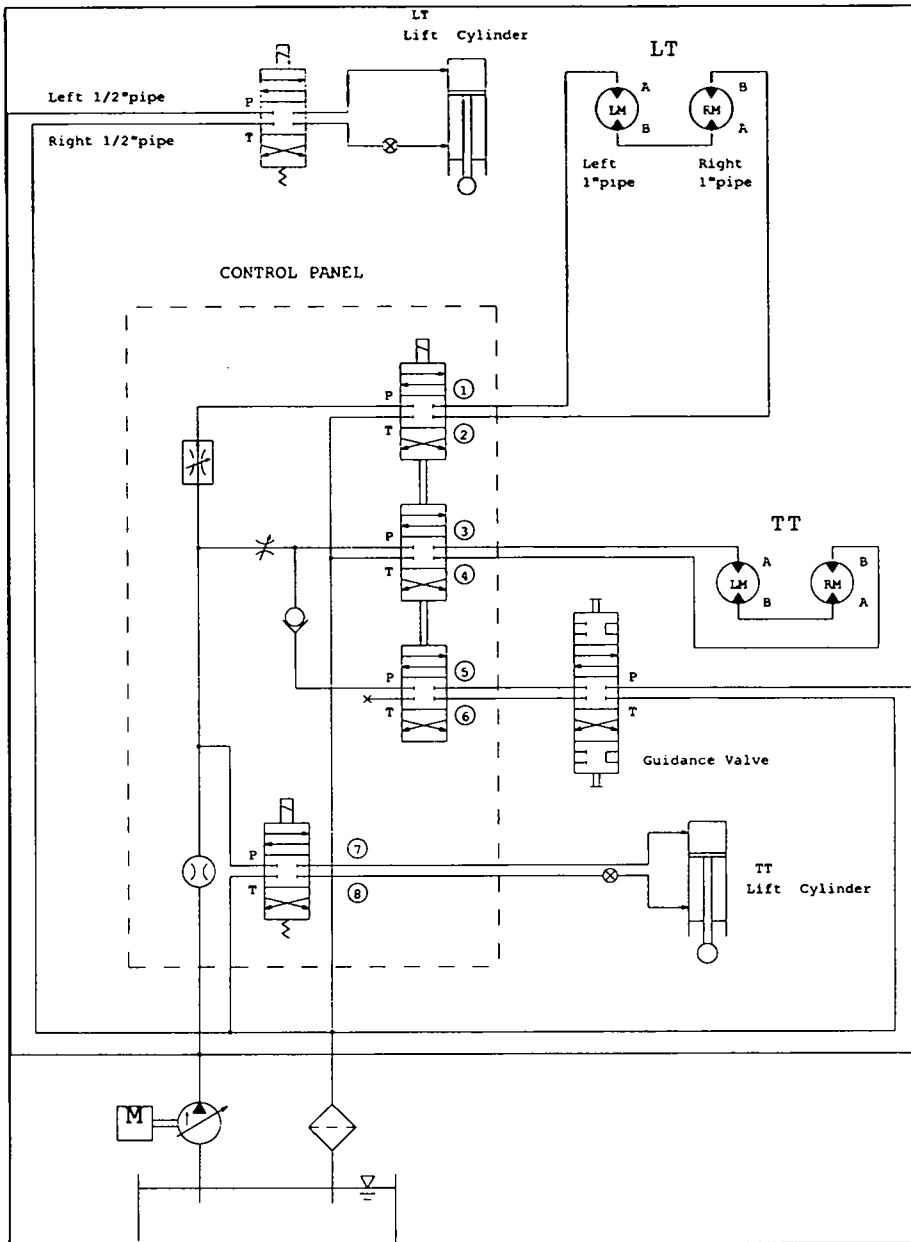 LT
Lift Cylinder
LT
Left 1/2"pipe
P
T
Right 1/2"pipe
A
B
LM
RM
B
A
Left
1"pipe
Right
1"pipe
CONTROL PANEL
P
①
T
②
P
③
T
④
TT
A
B
LM
RM
B
A
P
⑤
T
⑥
P
T
Guidance Valve
P
⑦
T
⑧
TT
Lift Cylinder
M